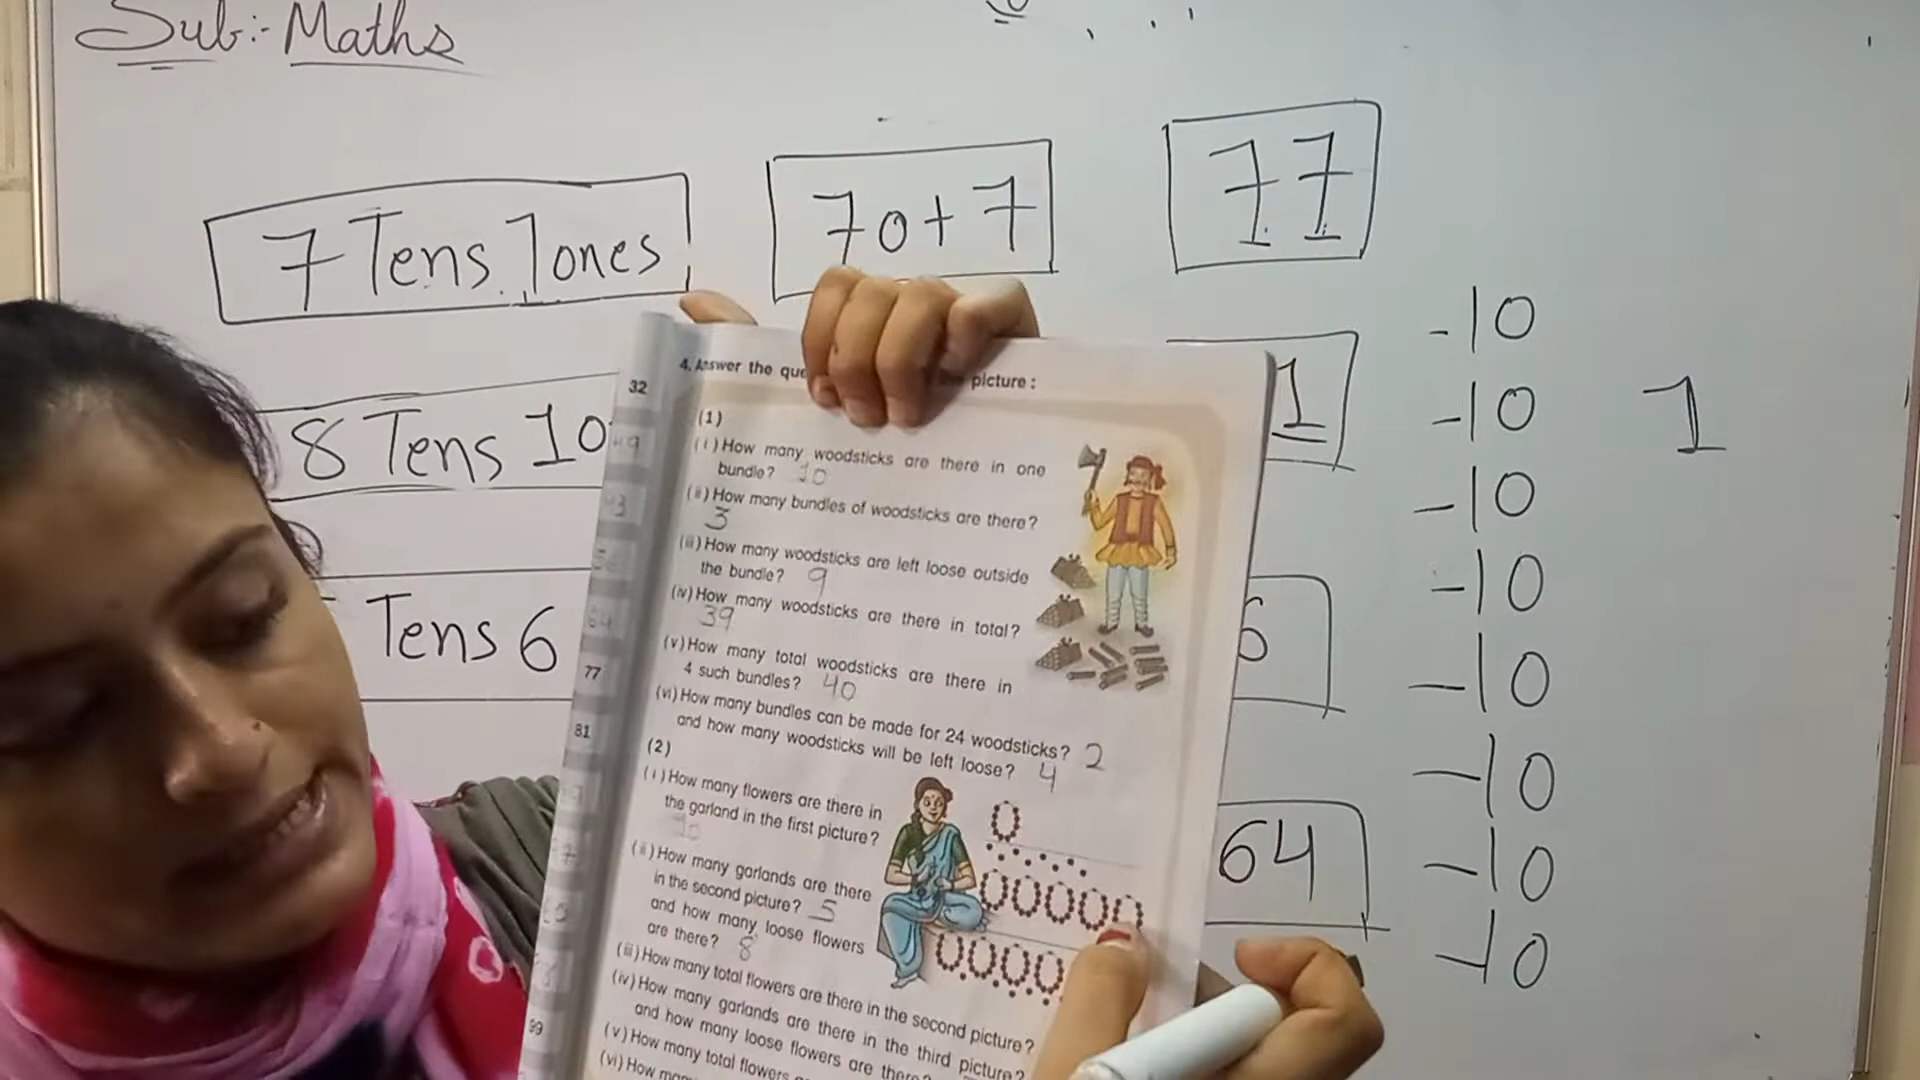 Sub:- Maths
7 Tens 7 ones
70+7
77
8 Tens 10
1
Tens 6
6
64
-10
-10
-10
-10
-10
-10
-10
-10
1
32
77
81
99
4. Answer the que
picture :
(1)
(i) How many woodsticks are there in one
bundle? 10
(ii) How many bundles of woodsticks are there?
3
(iii) How many woodsticks are left loose outside
the bundle? 9
(iv) How many woodsticks are there in total?
39
(v) How many total woodsticks are there in
4 such bundles? 40
(vi) How many bundles can be made for 24 woodsticks? 2
and how many woodsticks will be left loose? 4
(2)
(i) How many flowers are there in
the garland in the first picture?
10
(ii) How many garlands are there
in the second picture? 5
and how many loose flowers
are there? 8
(iii) How many total flowers are there in the second picture?
(iv) How many garlands are there in the third picture?
and how many loose flowers are there?
(v) How many total flowers
(vi) How